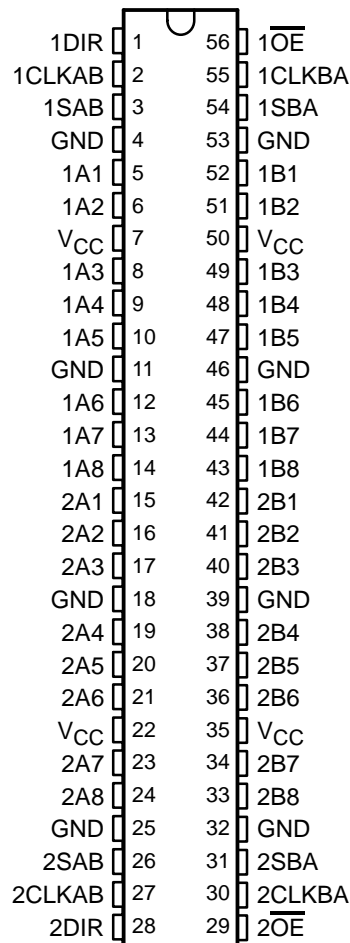 1DIR 1 56 1O̅E̅
1CLKAB 2 55 1CLKBA
1SAB 3 54 1SBA
GND 4 53 GND
1A1 5 52 1B1
1A2 6 51 1B2
VCC 7 50 VCC
1A3 8 49 1B3
1A4 9 48 1B4
1A5 10 47 1B5
GND 11 46 GND
1A6 12 45 1B6
1A7 13 44 1B7
1A8 14 43 1B8
2A1 15 42 2B1
2A2 16 41 2B2
2A3 17 40 2B3
GND 18 39 GND
2A4 19 38 2B4
2A5 20 37 2B5
2A6 21 36 2B6
VCC 22 35 VCC
2A7 23 34 2B7
2A8 24 33 2B8
GND 25 32 GND
2SAB 26 31 2SBA
2CLKAB 27 30 2CLKBA
2DIR 28 29 2O̅E̅